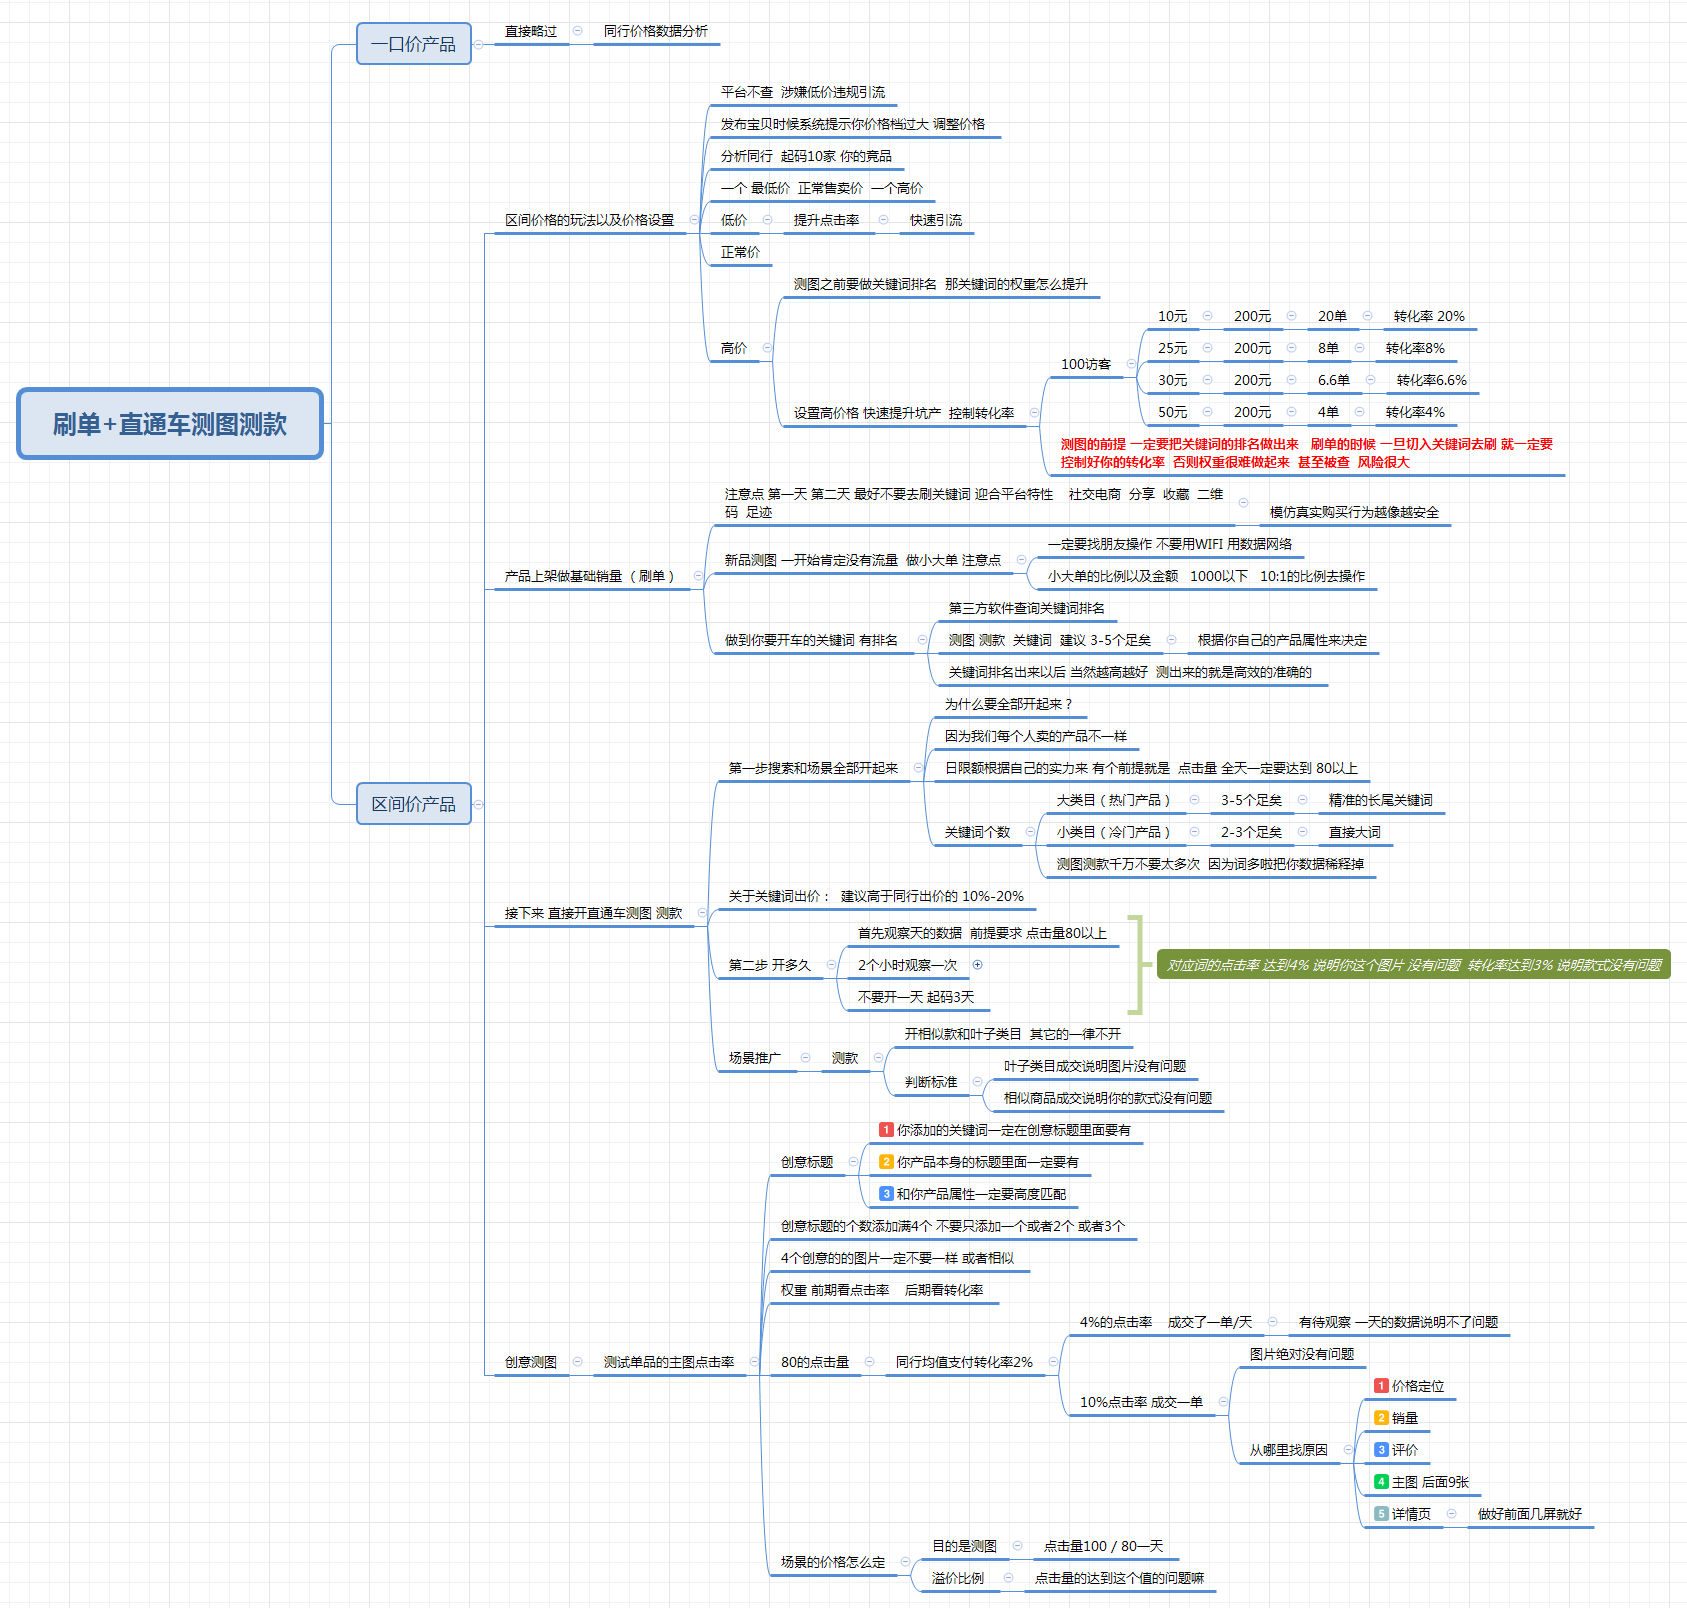 刷单+直通车测图测款
一口价产品
直接略过
同行价格数据分析
区间价产品
区间价格的玩法以及价格设置
平台不查 涉嫌低价违规引流
发布宝贝时候系统提示你价格档过大 调整价格
分析同行 起码10家 你的竞品
一个 最低价 正常售卖价 一个高价
低价
提升点击率
快速引流
正常价
高价
测图之前要做关键词排名 那关键词的权重怎么提升
设置高价格 快速提升坑产 控制转化率
100访客
10元
200元
20单
转化率 20%
25元
200元
8单
转化率8%
30元
200元
6.6单
转化率6.6%
50元
200元
4单
转化率4%
测图的前提 一定要把关键词的排名做出来 刷单的时候 一旦切入关键词去刷 就一定要
控制好你的转化率 否则权重很难做起来 甚至被查 风险很大
产品上架做基础销量（刷单）
注意点 第一天 第二天 最好不要去刷关键词 迎合平台特性 社交电商 分享 收藏 二维
码 足迹
模仿真实购买行为越像越安全
新品测图 一开始肯定没有流量 做小大单 注意点
一定要找朋友操作 不要用WIFI 用数据网络
小大单的比例以及金额 1000以下 10:1的比例去操作
做到你要开车的关键词 有排名
第三方软件查询关键词排名
测图 测款 关键词 建议 3-5个足矣
根据你自己的产品属性来决定
关键词排名出来以后 当然越高越好 测出来的就是高效的准确的
接下来 直接开直通车测图 测款
第一步搜索和场景全部开起来
为什么要全部开起来？
因为我们每个人卖的产品不一样
日限额根据自己的实力来 有个前提就是 点击量 全天一定要达到 80以上
关键词个数
大类目（热门产品）
3-5个足矣
精准的长尾关键词
小类目（冷门产品）
2-3个足矣
直接大词
测图测款千万不要太多次 因为词多啦把你数据稀释掉
关于关键词出价： 建议高于同行出价的 10%-20%
第二步 开多久
首先观察天的数据 前提要求 点击量80以上
2个小时观察一次
不要开一天 起码3天
对应词的点击率 达到4% 说明你这个图片 没有问题 转化率达到3% 说明款式没有问题
场景推广
测款
开相似款和叶子类目 其它的一律不开
判断标准
叶子类目成交说明图片没有问题
相似商品成交说明你的款式没有问题
创意测图
测试单品的主图点击率
创意标题
1 你添加的关键词一定在创意标题里面要有
2 你产品本身的标题里面一定要有
3 和你产品属性一定要高度匹配
创意标题的个数添加满4个 不要只添加一个或者2个 或者3个
4个创意的的图片一定不要一样 或者相似
权重 前期看点击率 后期看转化率
80的点击量
同行均值支付转化率2%
4%的点击率 成交了一单/天
有待观察 一天的数据说明不了问题
10%点击率 成交一单
图片绝对没有问题
从哪里找原因
1 价格定位
2 销量
3 评价
4 主图 后面9张
5 详情页
做好前面几屏就好
场景的价格怎么定
目的是测图
点击量100 / 80一天
溢价比例
点击量的达到这个值的问题嘛